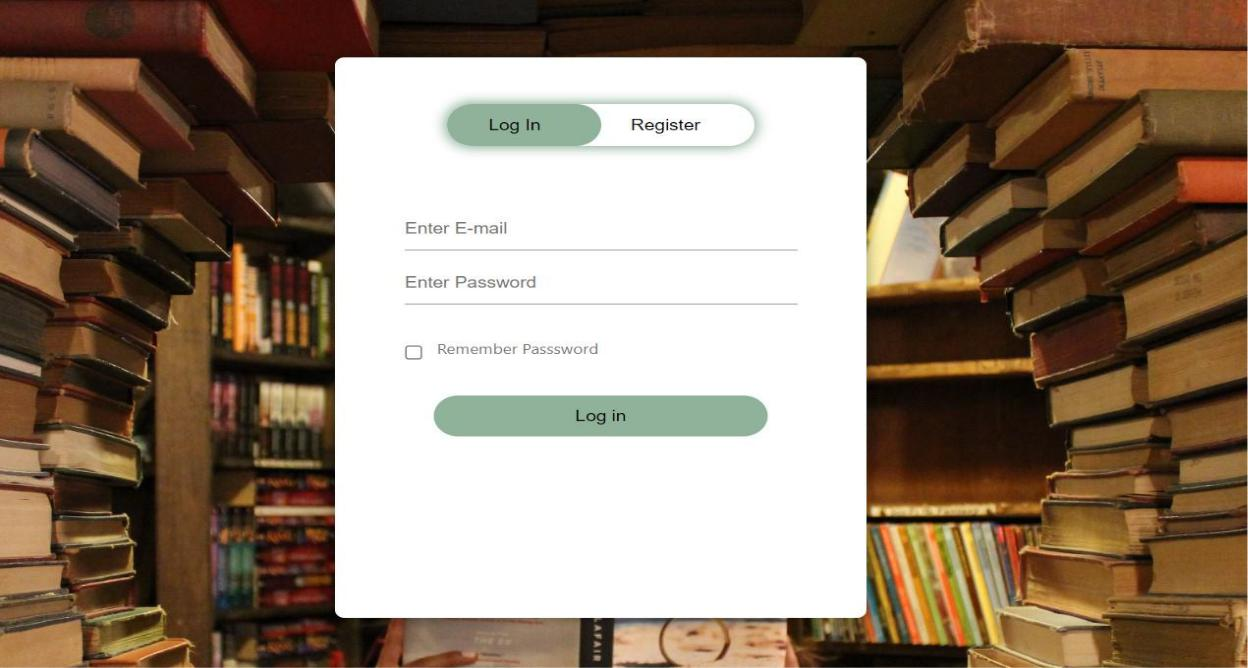 Log In
Register
Enter E-mail
Enter Password
Remember Passsword
Log in